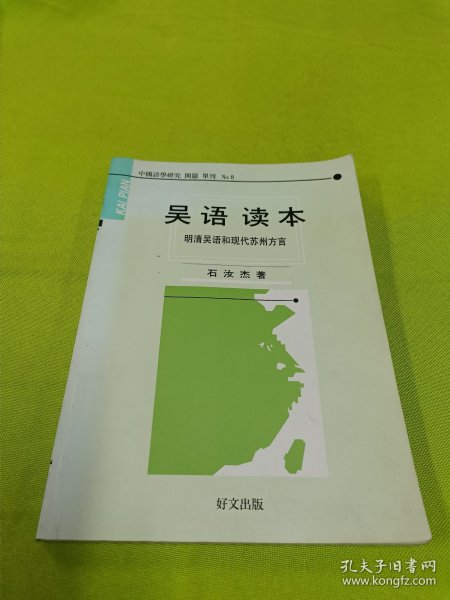 KAI PIAN
中國語學研究 開篇 單刊 No.8
吴语读本
明清吴语和现代苏州方言
石汝杰著
好文出版
孔夫子旧书网
www.kongfz.com